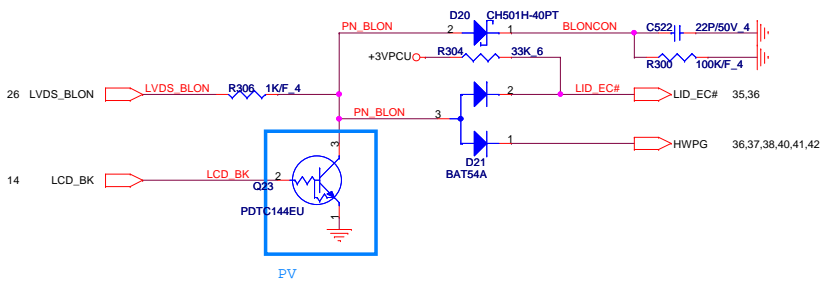 D20 CH501H-40PT
PN_BLON 2 1 BLONCON C522 22P/50V_4
+3VPCU R304 33K_6
R300 100K/F_4
26 LVDS_BLON LVDS_BLON R306 1K/F_4 2 LID_EC# LID_EC# 35,36
PN_BLON 3
3 1 HWPG 36,37,38,40,41,42
D21
BAT54A
14 LCD_BK LCD_BK 2
Q23
PDTC144EU 1
PV